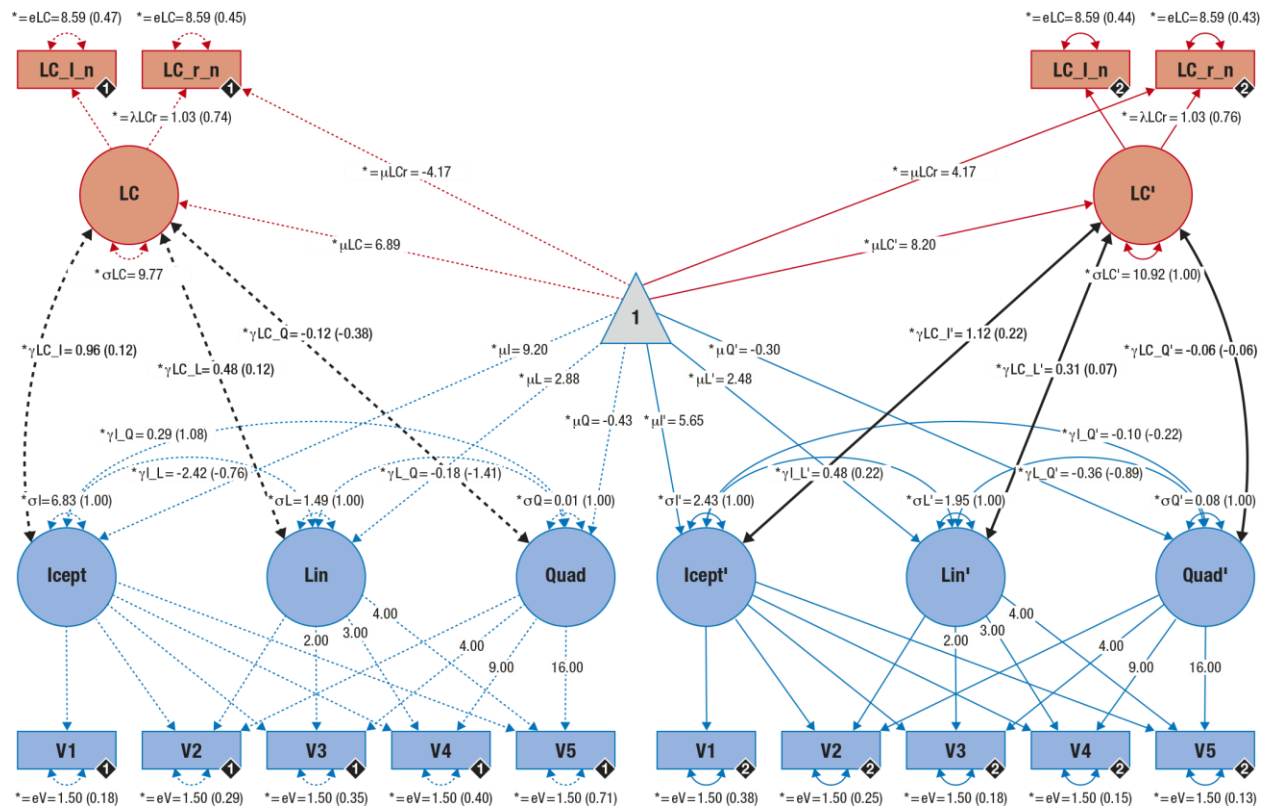 *=eLC=8.59 (0.47) *=eLC=8.59 (0.45) *=eLC=8.59 (0.44) *=eLC=8.59 (0.43)
LC_l_n LC_r_n LC_l_n LC_r_n
1 1 2 2
*=λLCr = 1.03 (0.74) *=λLCr = 1.03 (0.76)
*=μLCr = -4.17 *=μLCr = 4.17
LC LC'
*μLC = 6.89 *μLC' = 8.20
*σLC = 9.77 *σLC' = 10.92 (1.00)
1
*γLC_I = 0.96 (0.12) *γLC_L = 0.48 (0.12) *γLC_Q = -0.12 (-0.38) *γLC_I' = 1.12 (0.22) *γLC_L' = 0.31 (0.07) *γLC_Q' = -0.06 (-0.06)
*μI = 9.20 *μQ' = -0.30
*μL = 2.88 *μL' = 2.48
*μQ = -0.43 *μI' = 5.65
*γI_Q = 0.29 (1.08) *γI_Q' = -0.10 (-0.22)
*γI_L = -2.42 (-0.76) *γL_Q = -0.18 (-1.41) *γI_L' = 0.48 (0.22) *γL_Q' = -0.36 (-0.89)
*σI=6.83 (1.00) *σL = 1.49 (1.00) *σQ = 0.01 (1.00) *σI' = 2.43 (1.00) *σL' = 1.95 (1.00) *σQ' = 0.08 (1.00)
Icept Lin Quad Icept' Lin' Quad'
4.00 4.00
2.00 3.00 2.00 3.00
4.00 4.00
9.00 16.00 9.00 16.00
V1 V2 V3 V4 V5 V1 V2 V3 V4 V5
1 1 1 1 1 2 2 2 2 2
*=eV=1.50 (0.18) *=eV=1.50 (0.29) *=eV=1.50 (0.35) *=eV=1.50 (0.40) *=eV=1.50 (0.71) *=eV=1.50 (0.38) *=eV=1.50 (0.25) *=eV=1.50 (0.18) *=eV=1.50 (0.15) *=eV=1.50 (0.13)